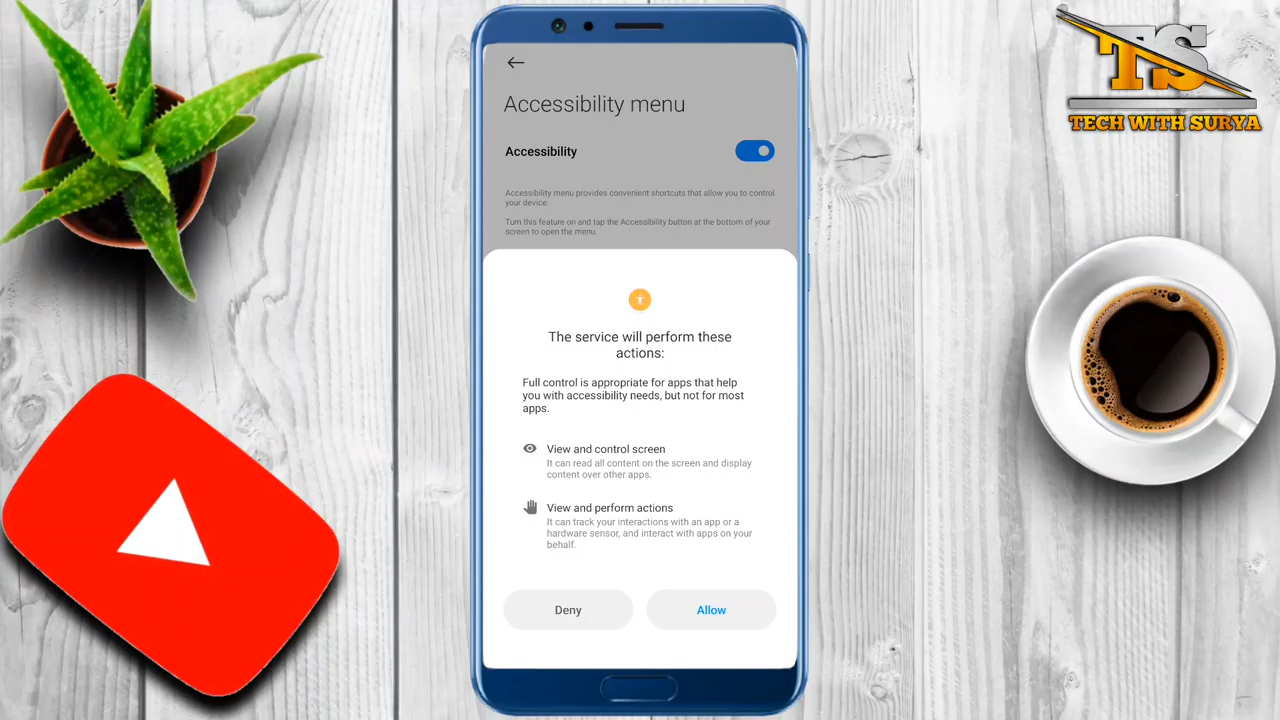 TS
TECH WITH SURYA
Accessibility menu
Accessibility
Accessibility menu provides convenient shortcuts that allow you to control
your device.
Turn this feature on and tap the Accessibility button at the bottom of your
screen to open the menu.
The service will perform these
actions:
Full control is appropriate for apps that help
you with accessibility needs, but not for most
apps.
View and control screen
It can read all content on the screen and display
content over other apps.
View and perform actions
It can track your interactions with an app or a
hardware sensor, and interact with apps on your
behalf.
Deny
Allow